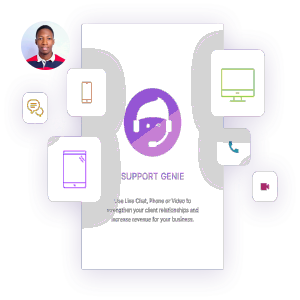 SUPPORT GENIE
Use Live Chat, Phone or Video to
strengthen your client relationships and
increase revenue for your business.